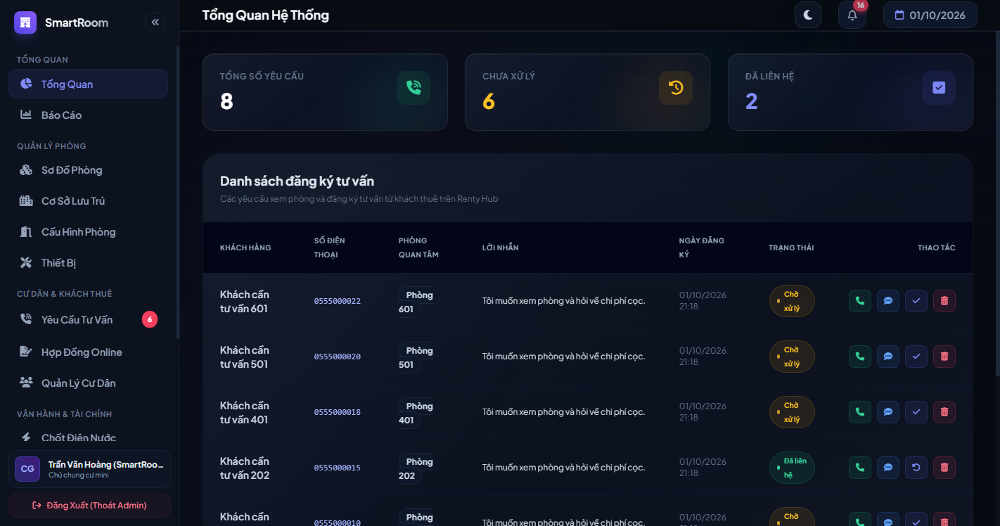 SmartRoom
TỔNG QUAN
Tổng Quan
Báo Cáo
QUẢN LÝ PHÒNG
Sơ Đồ Phòng
Cơ Sở Lưu Trú
Cấu Hình Phòng
Thiết Bị
CƯ DÂN & KHÁCH THUÊ
Yêu Cầu Tư Vấn
6
Hợp Đồng Online
Quản Lý Cư Dân
VẬN HÀNH & TÀI CHÍNH
Chốt Điện Nước
CG
Trần Văn Hoàng (SmartRoo...
Chủ chung cư mini
Đăng Xuất (Thoát Admin)
Tổng Quan Hệ Thống
16
01/10/2026
TỔNG SỐ YÊU CẦU
8
CHƯA XỬ LÝ
6
ĐÃ LIÊN HỆ
2
Danh sách đăng ký tư vấn
Các yêu cầu xem phòng và đăng ký tư vấn từ khách thuê trên Renty Hub
KHÁCH HÀNG
SỐ ĐIỆN
THOẠI
PHÒNG
QUAN TÂM
LỜI NHẮN
NGÀY ĐĂNG
KÝ
TRẠNG THÁI
THAO TÁC
Khách cần
tư vấn 601
0555000022
Phòng
601
Tôi muốn xem phòng và hỏi về chi phí cọc.
01/10/2026
21:18
Chờ
xử lý
Khách cần
tư vấn 501
0555000020
Phòng
501
Tôi muốn xem phòng và hỏi về chi phí cọc.
01/10/2026
21:18
Chờ
xử lý
Khách cần
tư vấn 401
0555000018
Phòng
401
Tôi muốn xem phòng và hỏi về chi phí cọc.
01/10/2026
21:18
Chờ
xử lý
Khách cần
tư vấn 202
0555000015
Phòng
202
Tôi muốn xem phòng và hỏi về chi phí cọc.
01/10/2026
21:18
Đã liên
hệ
Khách cần
0555000010
Phòng
Tôi muốn xem phòng và hỏi về chi phí cọc.
01/10/2026
Chờ